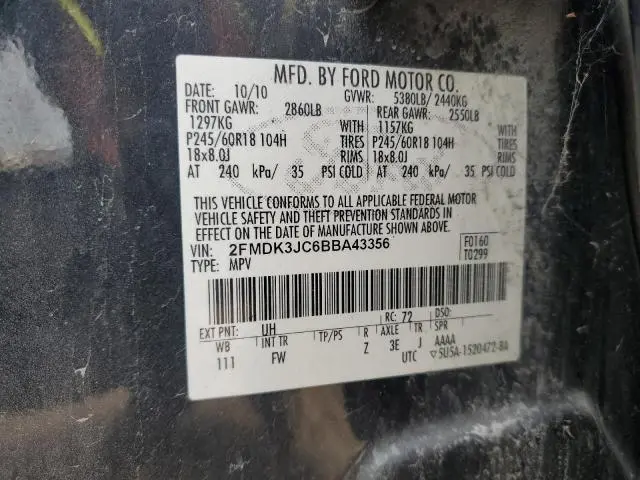 MFD. BY FORD MOTOR CO.
DATE: 10/10 GVWR: 5380LB/ 2440KG
FRONT GAWR: 2860LB REAR GAWR: 2550LB
1297KG WITH 1157KG WITH
P245/60R18 104H TIRES P245/60R18 104H TIRES
18x8.0J RIMS 18x8.0J RIMS
AT 240 kPa/ 35 PSI COLD AT 240 kPa/ 35 PSI COLD
THIS VEHICLE CONFORMS TO ALL APPLICABLE FEDERAL MOTOR
VEHICLE SAFETY AND THEFT PREVENTION STANDARDS IN
EFFECT ON THE DATE OF MANUFACTURE SHOWN ABOVE.
VIN: 2FMDK3JC6BBA43356 F0160
TYPE: MPV T0299
EXT PNT: UH RC: 72 DSO:
WB INT TR TP/PS R AXLE TR SPR
111 FW Z 3E J AAAA
UTC ▽5U5A-1520472-BA